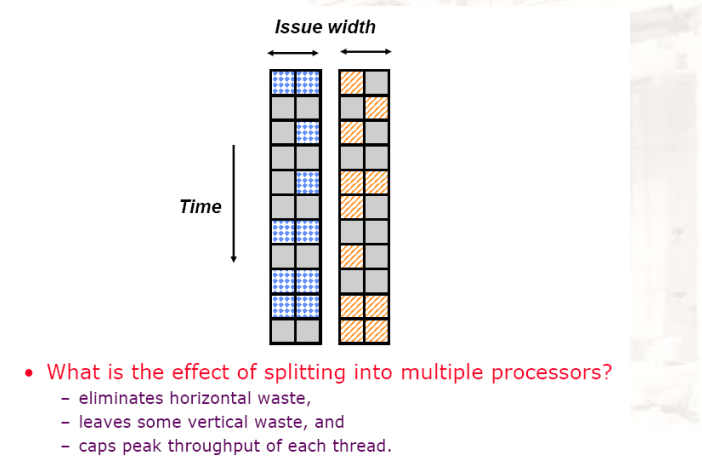 Issue width
Time
• What is the effect of splitting into multiple processors?
– eliminates horizontal waste,
– leaves some vertical waste, and
– caps peak throughput of each thread.